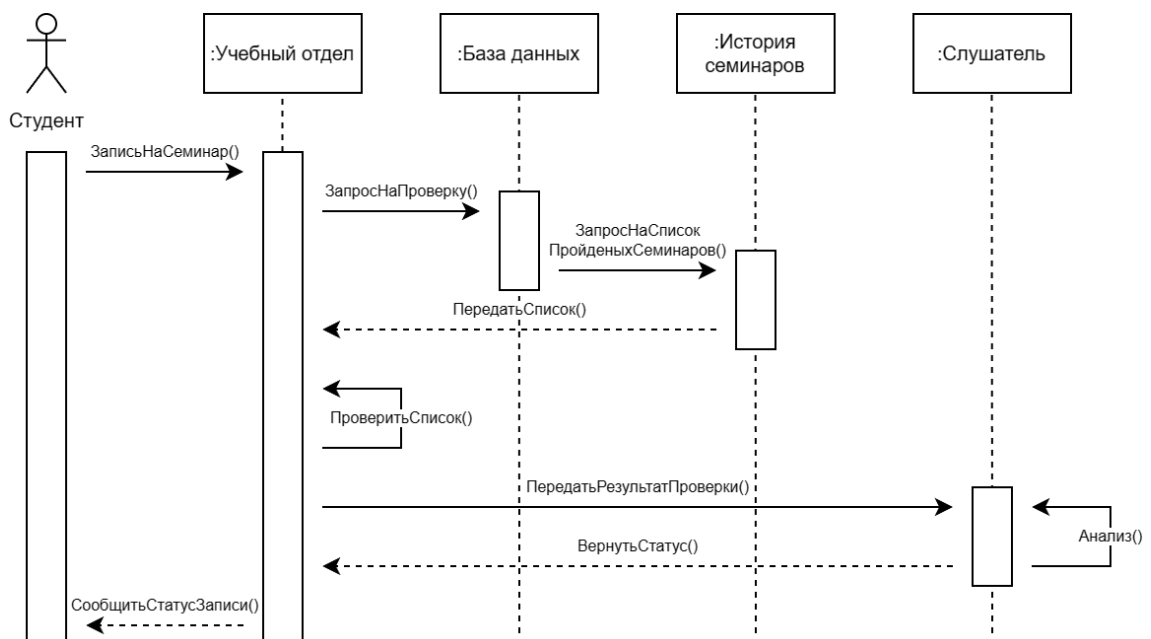 :Учебный отдел
:База данных
:История
семинаров
:Слушатель
Студент
ЗаписьНаСеминар()
ЗапросНаПроверку()
ЗапросНаСписок
ПройденыхСеминаров()
ПередатьСписок()
ПроверитьСписок()
ПередатьРезультатПроверки()
Анализ()
ВернутьСтатус()
СообщитьСтатусЗаписи()